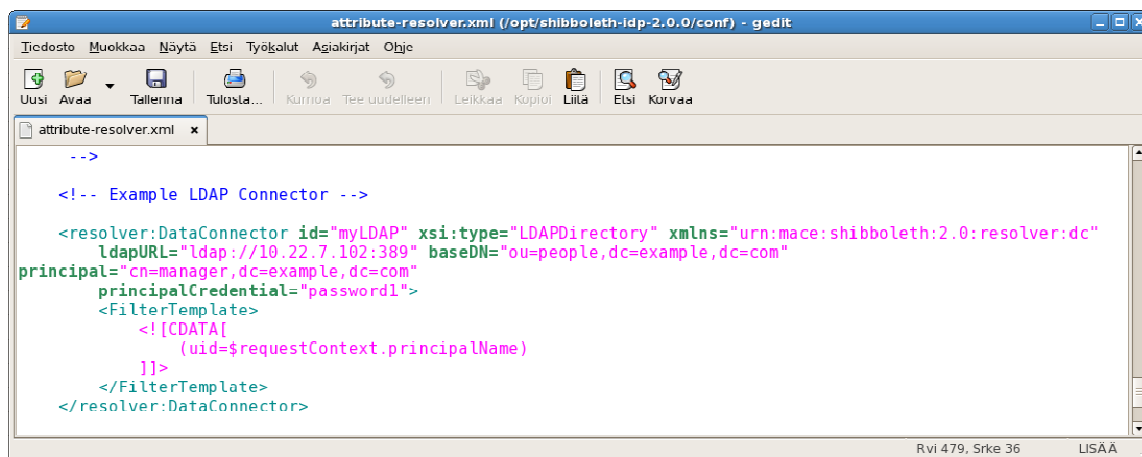 attribute-resolver.xml (/opt/shibboleth-idp-2.0.0/conf) - gedit
Tiedosto Muokkaa Näytä Etsi Työkalut Asiakirjat Ohje
Uusi Avaa Tallenna Tulosta... Kumoa Tee uudelleen Leikkaa Kopioi Liitä Etsi Korvaa
attribute-resolver.xml x
-->
<!-- Example LDAP Connector -->
<resolver:DataConnector id="myLDAP" xsi:type="LDAPDirectory" xmlns="urn:mace:shibboleth:2.0:resolver:dc"
ldapURL="ldap://10.22.7.102:389" baseDN="ou=people,dc=example,dc=com"
principal="cn=manager,dc=example,dc=com"
principalCredential="password1">
<FilterTemplate>
<![CDATA[
(uid=$requestContext.principalName)
]]>
</FilterTemplate>
</resolver:DataConnector>
Rvi 479, Srke 36 LISÄÄ